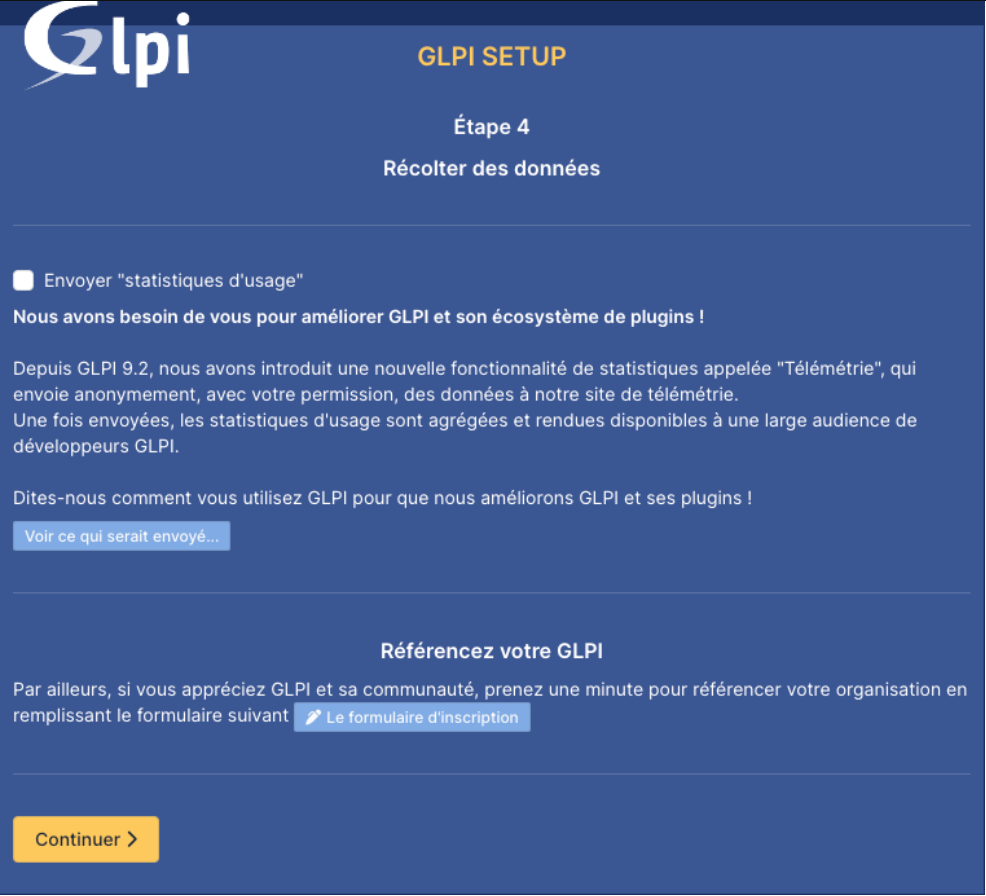 Glpi
GLPI SETUP
Étape 4
Récolter des données
Envoyer "statistiques d'usage"
Nous avons besoin de vous pour améliorer GLPI et son écosystème de plugins !
Depuis GLPI 9.2, nous avons introduit une nouvelle fonctionnalité de statistiques appelée "Télémétrie", qui
envoie anonymement, avec votre permission, des données à notre site de télémétrie.
Une fois envoyées, les statistiques d'usage sont agrégées et rendues disponibles à une large audience de
développeurs GLPI.
Dites-nous comment vous utilisez GLPI pour que nous améliorons GLPI et ses plugins !
Voir ce qui serait envoyé...
Référencez votre GLPI
Par ailleurs, si vous appréciez GLPI et sa communauté, prenez une minute pour référencer votre organisation en
remplissant le formulaire suivant Le formulaire d'inscription
Continuer